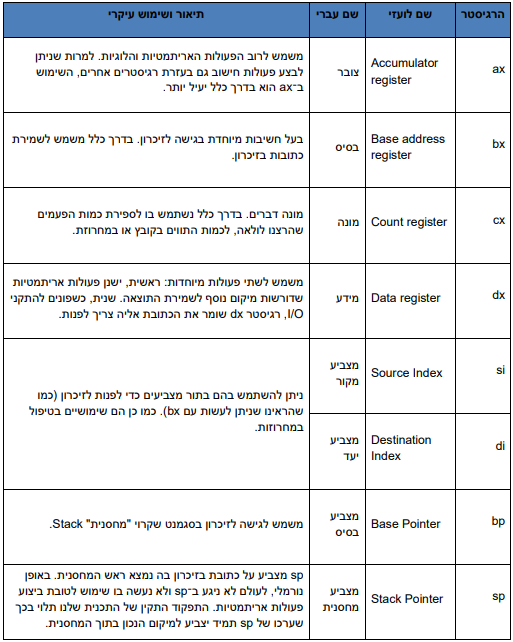 הרגיסטר שם לועזי שם עברי תיאור ושימוש עיקרי
ax
Accumulator
register
צובר
משמש לרוב הפעולות האריתמטיות והלוגיות. למרות שניתן
לבצע פעולות חישוב גם בעזרת רגיסטרים אחרים, השימוש
ב־ax הוא בדרך כלל יעיל יותר.
bx
Base address
register
בסיס
בעל חשיבות מיוחדת בגישה לזיכרון. בדרך כלל משמש לשמירת
כתובות בזיכרון.
cx
Count register
מונה
מונה דברים. בדרך כלל נשתמש בו לספירת כמות הפעמים
שהרצנו לולאה, לכמות התווים בקובץ או במחרוזת.
dx
Data register
מידע
משמש לשתי פעולות מיוחדות: ראשית, ישנן פעולות אריתמטיות
שדורשות מיקום נוסף לשמירת התוצאה. שנית, כשפונים להתקני
I/O, רגיסטר dx שומר את הכתובת אליה צריך לפנות.
si
Source Index
מצביע
מקור
ניתן להשתמש בהם בתור מצביעים כדי לפנות לזיכרון (כמו
שהראינו שניתן לעשות עם bx). כמו כן הם שימושיים בטיפול
במחרוזות.
di
Destination
Index
מצביע
יעד
bp
Base Pointer
מצביע
בסיס
משמש לגישה לזיכרון בסגמנט שקרוי "מחסנית" Stack.
sp
Stack Pointer
מצביע
מחסנית
sp מצביע על כתובת בזיכרון בה נמצא ראש המחסנית. באופן
נורמלי, לעולם לא ניגע ב־sp ולא נעשה בו שימוש לטובת ביצוע
פעולות אריתמטיות. התפקוד התקין של התכנית שלנו תלוי בכך
שערכו של sp תמיד יצביע למיקום הנכון בתוך המחסנית.